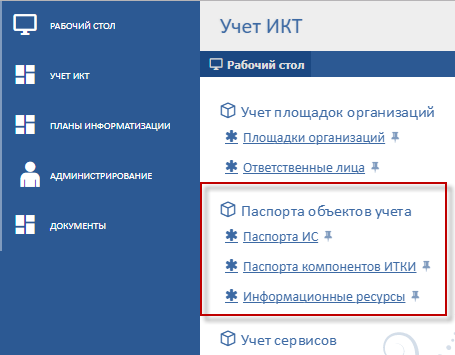 РАБОЧИЙ СТОЛ
УЧЕТ ИКТ
ПЛАНЫ ИНФОРМАТИЗАЦИИ
АДМИНИСТРИРОВАНИЕ
ДОКУМЕНТЫ
Учет ИКТ
Рабочий стол
Учет площадок организаций
Площадки организаций
Ответственные лица
Паспорта объектов учета
Паспорта ИС
Паспорта компонентов ИТКИ
Информационные ресурсы
Учет сервисов